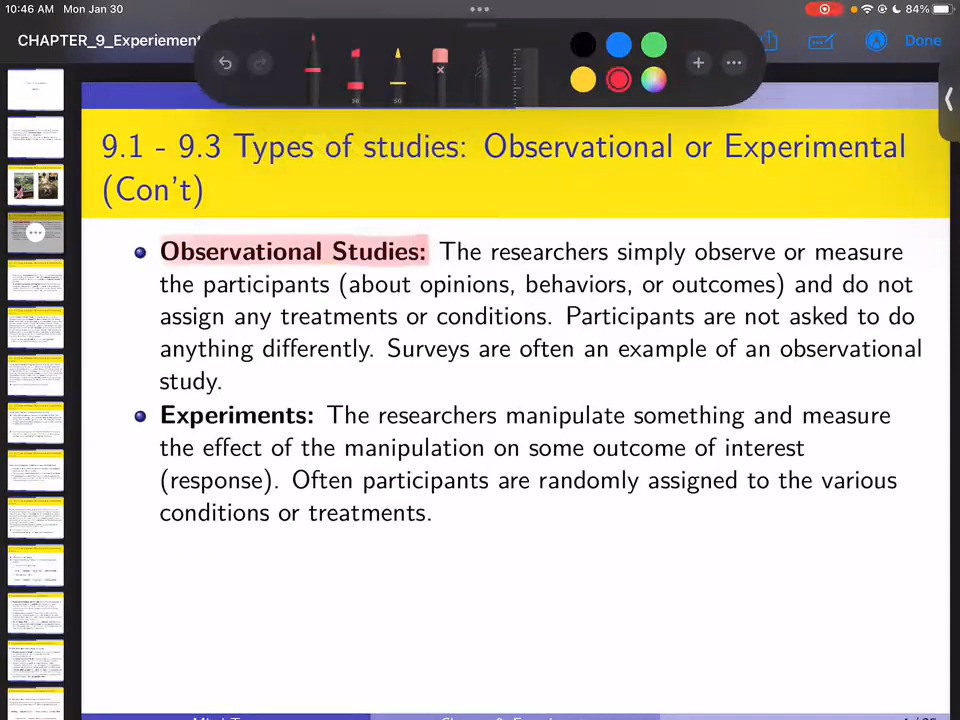 10:46 AM Mon Jan 30
84%
CHAPTER_9_Experiemen
Done
9.1 - 9.3 Types of studies: Observational or Experimental
(Con't)
Observational Studies: The researchers simply observe or measure
the participants (about opinions, behaviors, or outcomes) and do not
assign any treatments or conditions. Participants are not asked to do
anything differently. Surveys are often an example of an observational
study.
Experiments: The researchers manipulate something and measure
the effect of the manipulation on some outcome of interest
(response). Often participants are randomly assigned to the various
conditions or treatments.